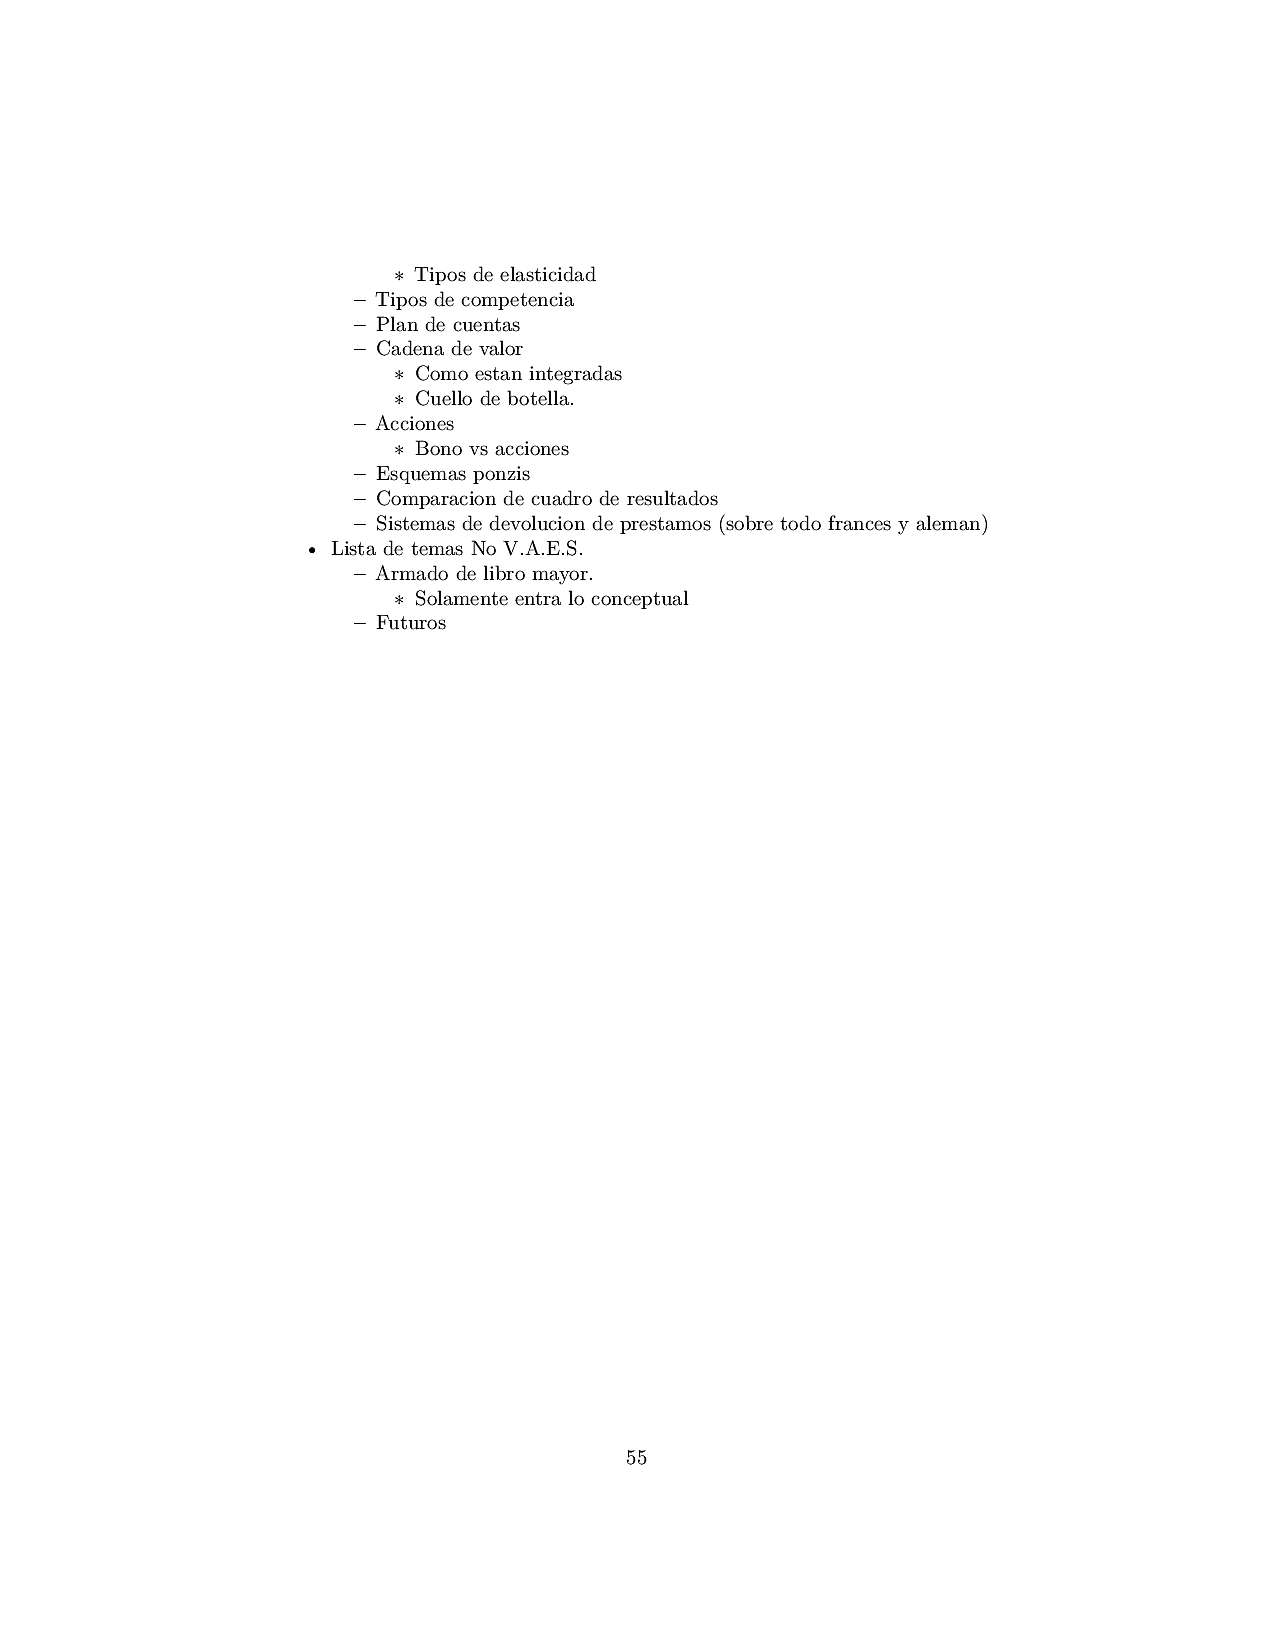 ∗ Tipos de elasticidad
– Tipos de competencia
– Plan de cuentas
– Cadena de valor
∗ Como estan integradas
∗ Cuello de botella.
– Acciones
∗ Bono vs acciones
– Esquemas ponzis
– Comparacion de cuadro de resultados
– Sistemas de devolucion de prestamos (sobre todo frances y aleman)
• Lista de temas No V.A.E.S.
– Armado de libro mayor.
∗ Solamente entra lo conceptual
– Futuros
55